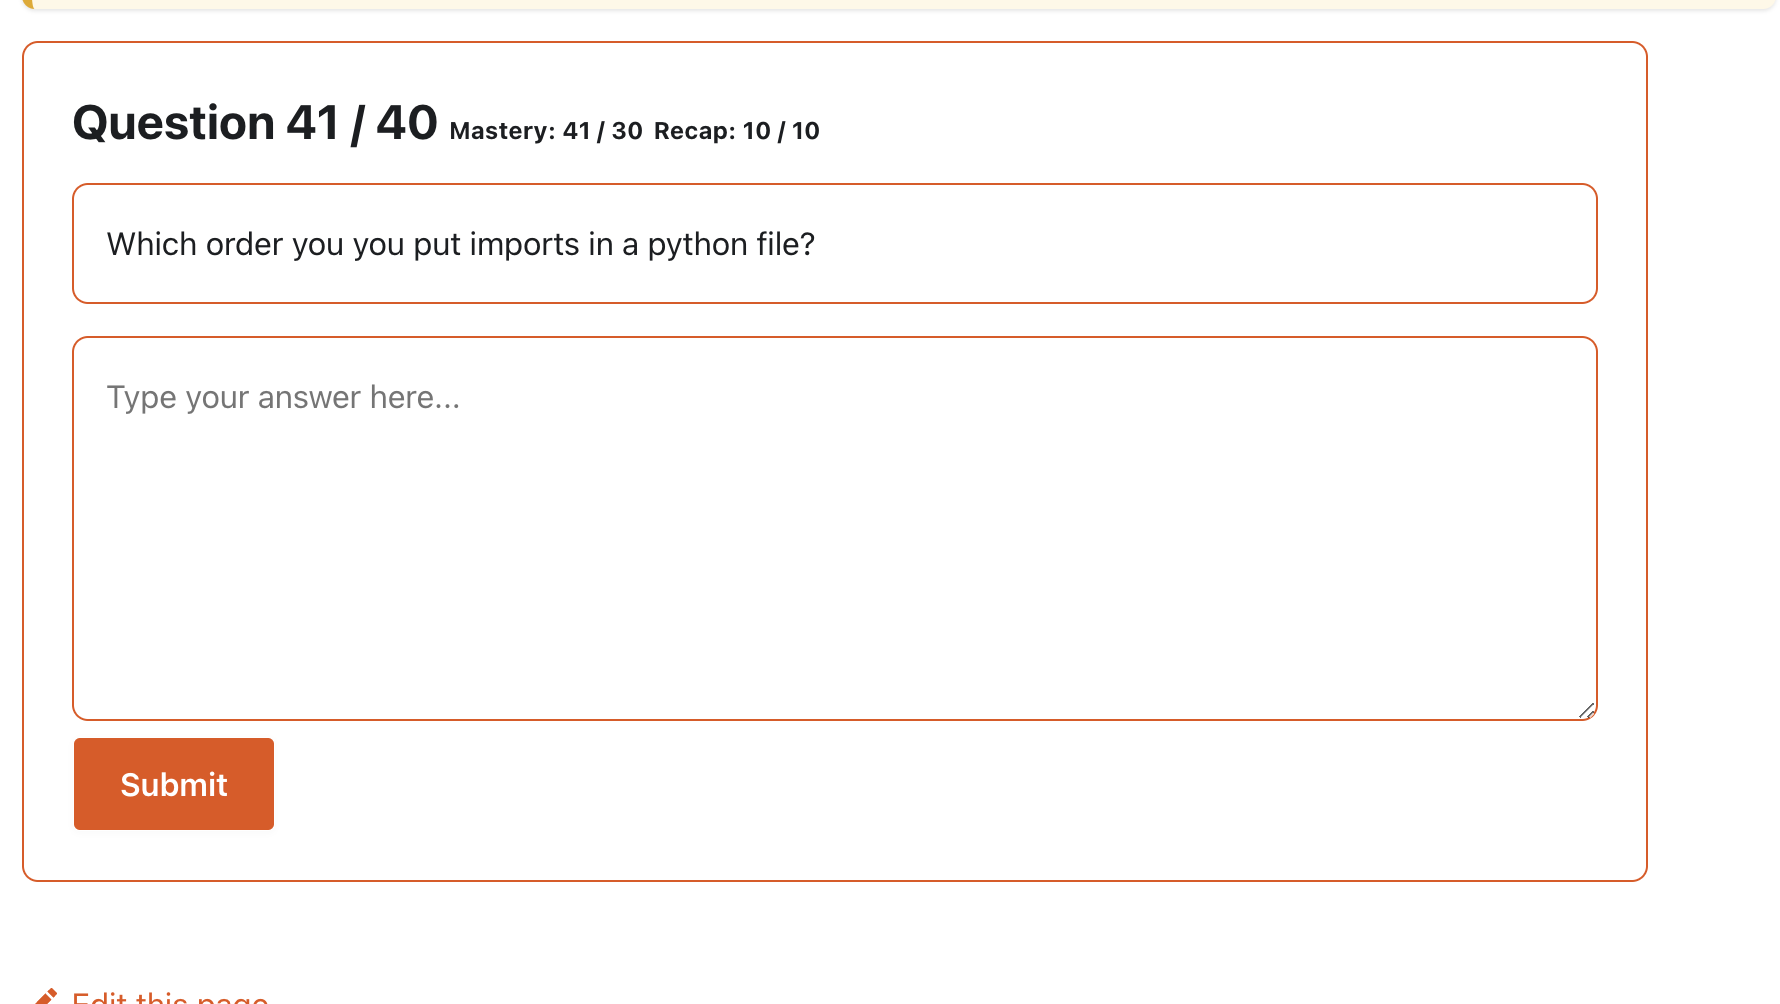 Question 41 / 40 Mastery: 41 / 30 Recap: 10 / 10
Which order you you put imports in a python file?
Type your answer here...
Submit
Edit this page